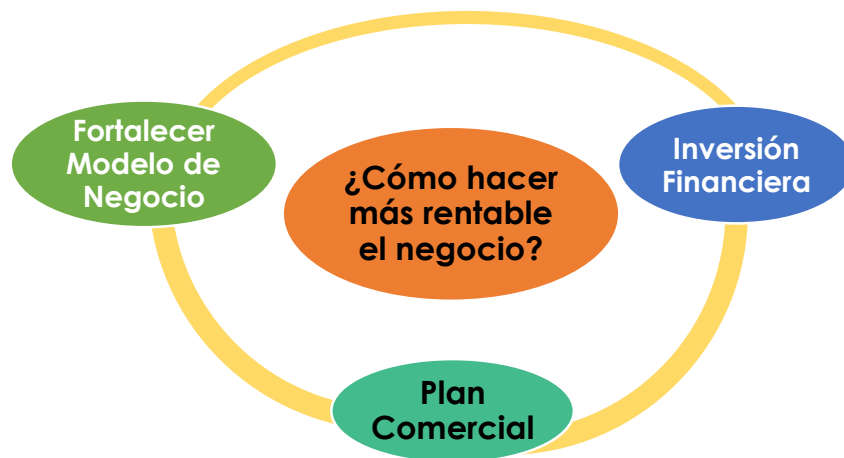 Fortalecer
Modelo de
Negocio
¿Cómo hacer
más rentable
el negocio?
Inversión
Financiera
Plan
Comercial